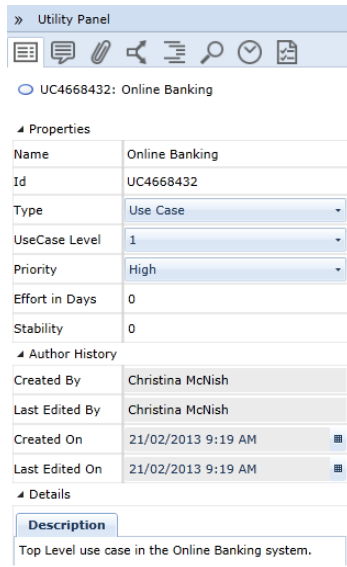 » Utility Panel
UC4668432: Online Banking
Properties
Name Online Banking
Id UC4668432
Type Use Case
UseCase Level 1
Priority High
Effort in Days 0
Stability 0
Author History
Created By Christina McNish
Last Edited By Christina McNish
Created On 21/02/2013 9:19 AM
Last Edited On 21/02/2013 9:19 AM
Details
Description
Top Level use case in the Online Banking system.